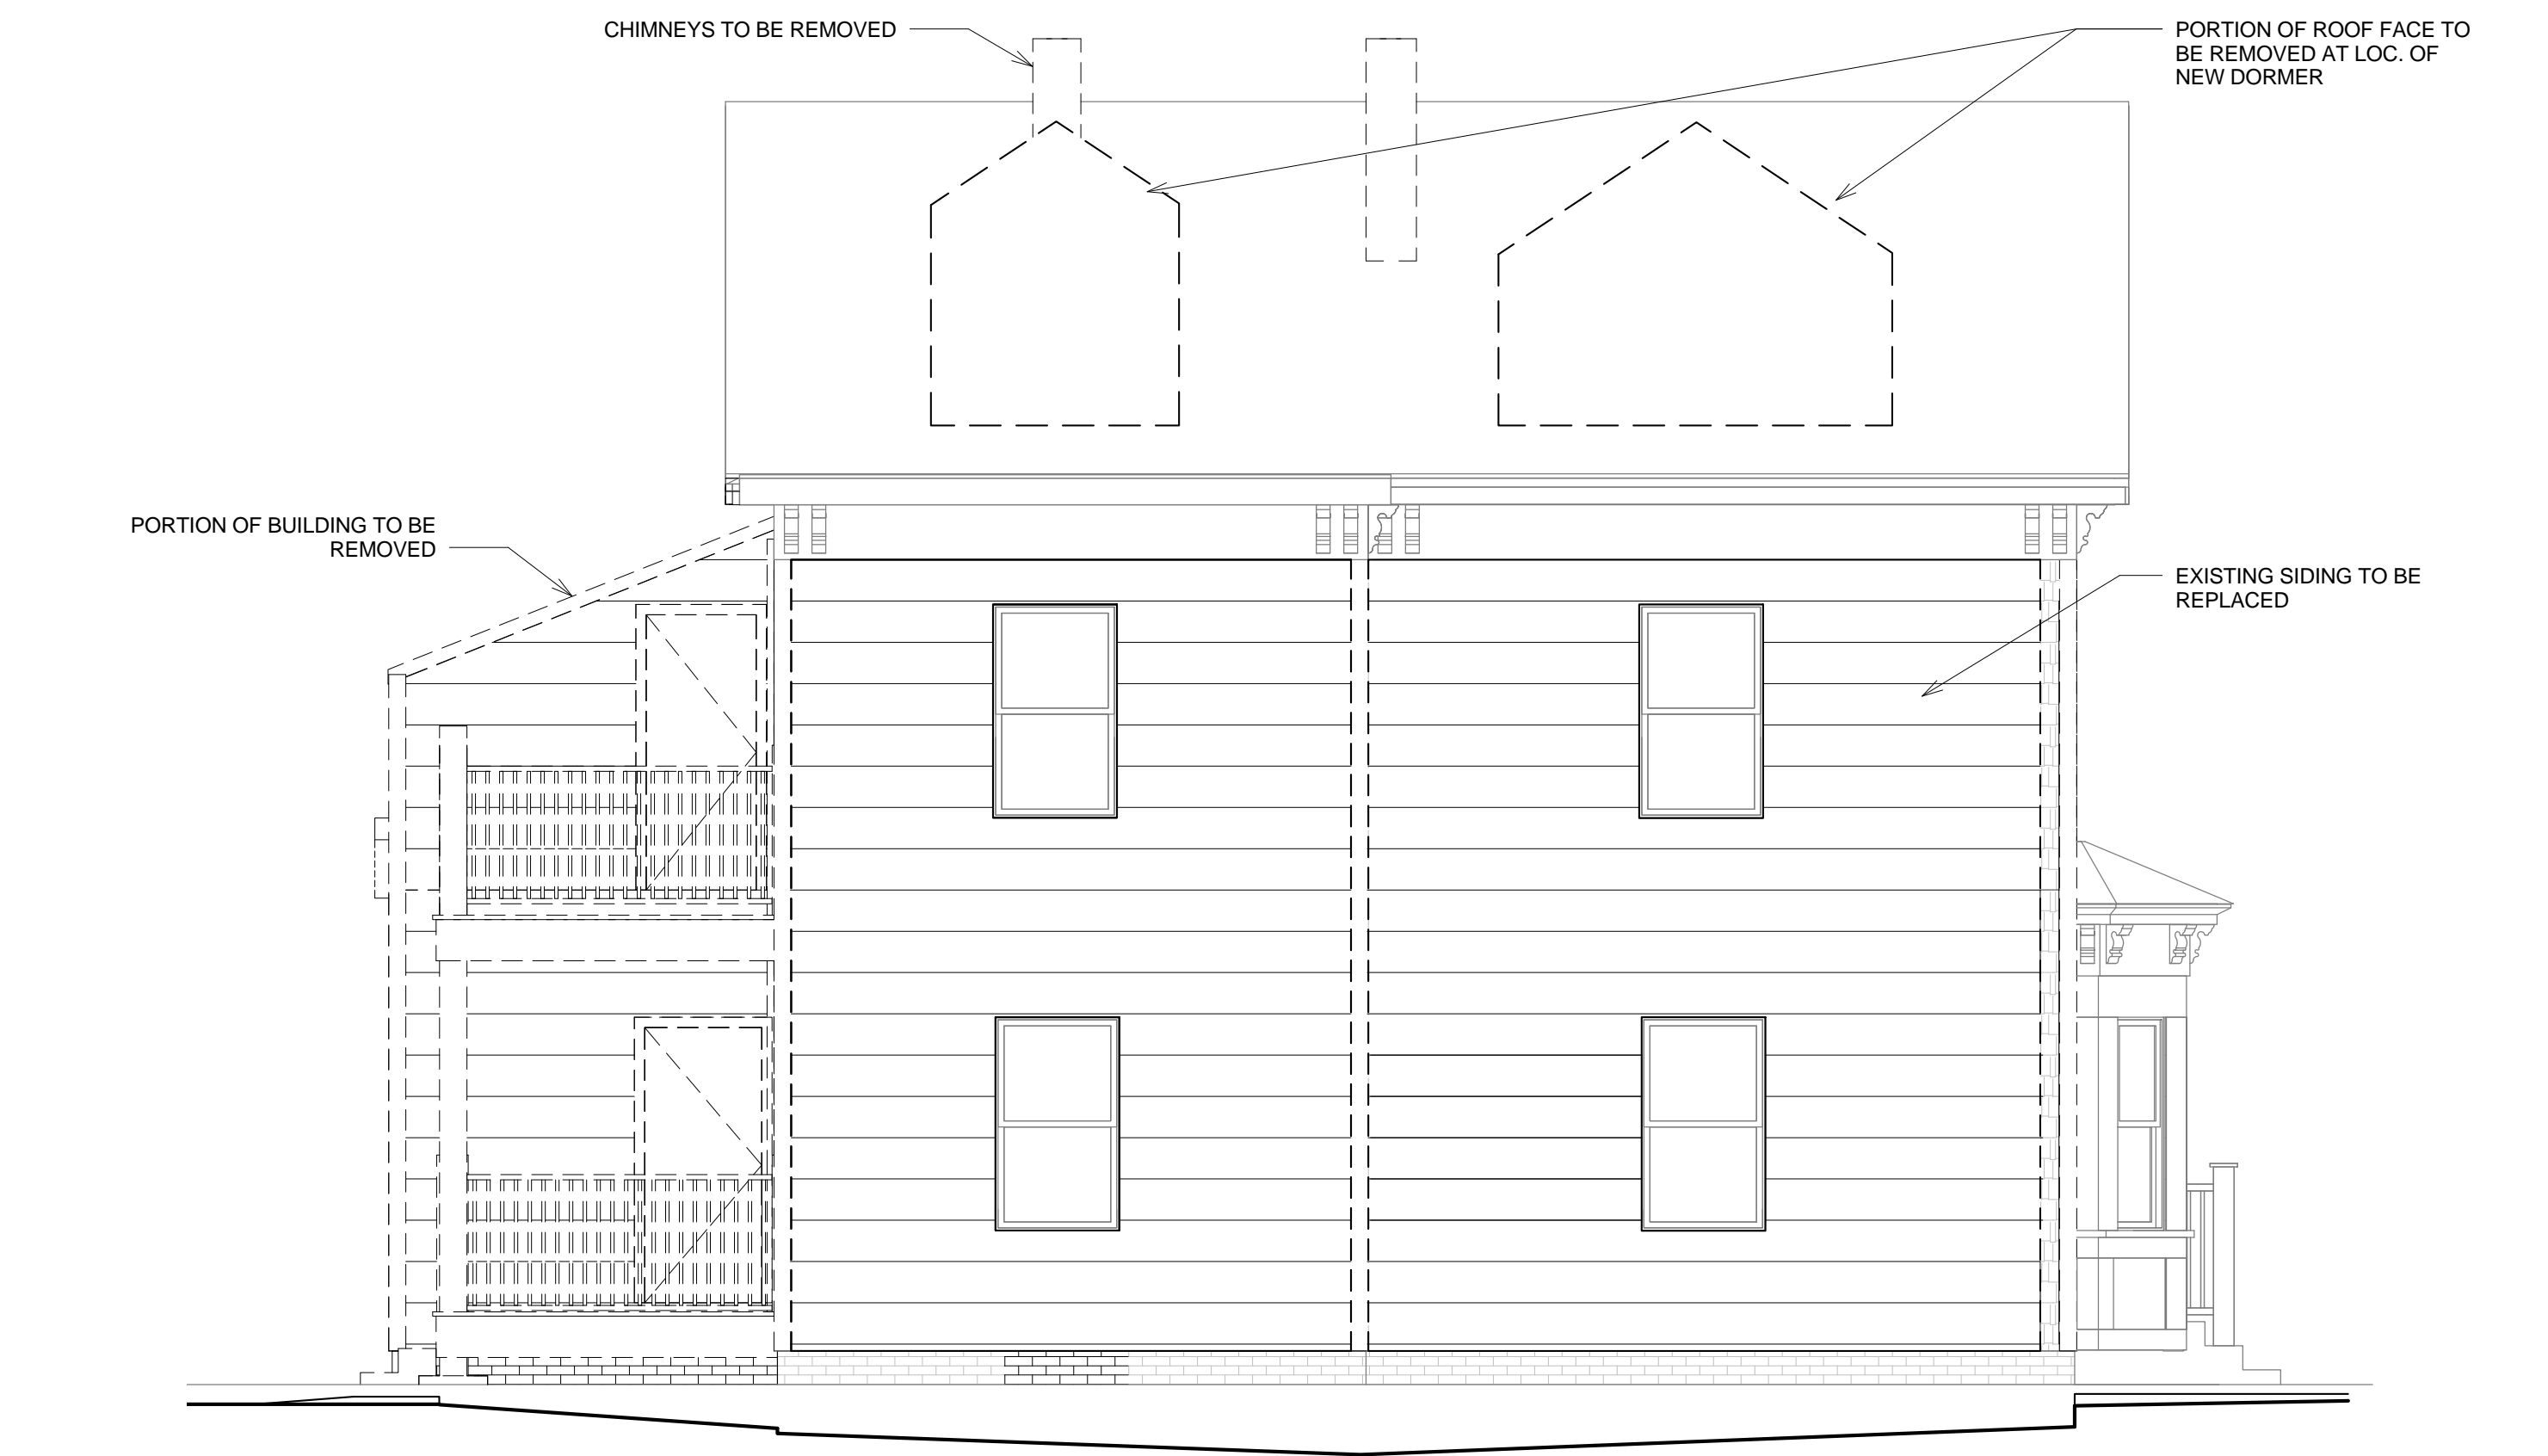 CHIMNEYS TO BE REMOVED
PORTION OF ROOF FACE TO
BE REMOVED AT LOC. OF
NEW DORMER
PORTION OF BUILDING TO BE
REMOVED
EXISTING SIDING TO BE
REPLACED